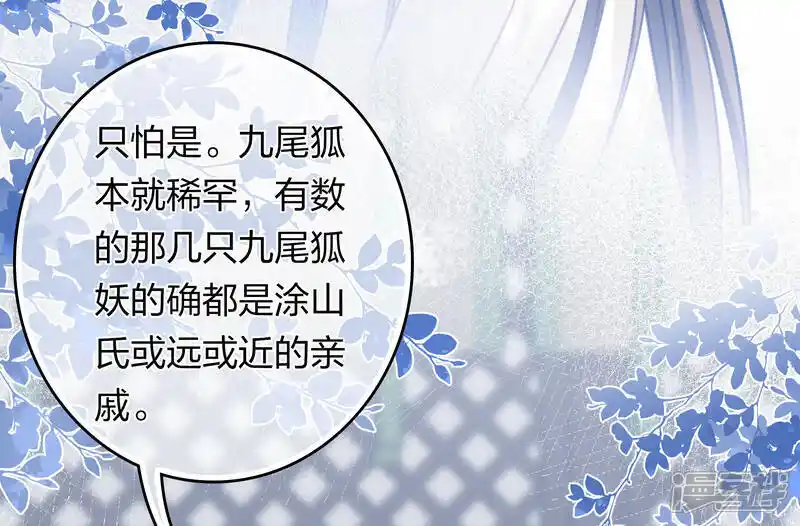 只怕是。九尾狐
本就稀罕，有数
的那几只九尾狐
妖的确都是涂山
氏或远或近的亲
戚。
漫客栈